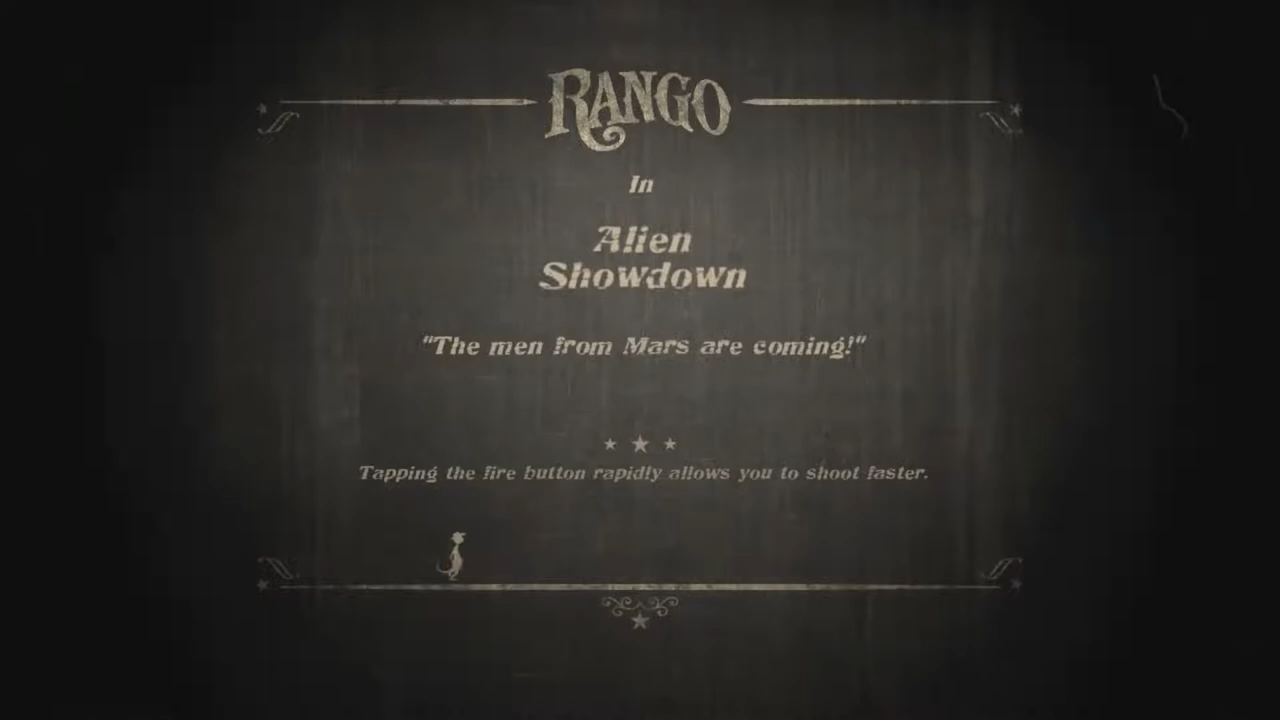 RANGO
In
Alien
Showdown
"The men from Mars are coming!"
Tapping the fire button rapidly allows you to shoot faster.